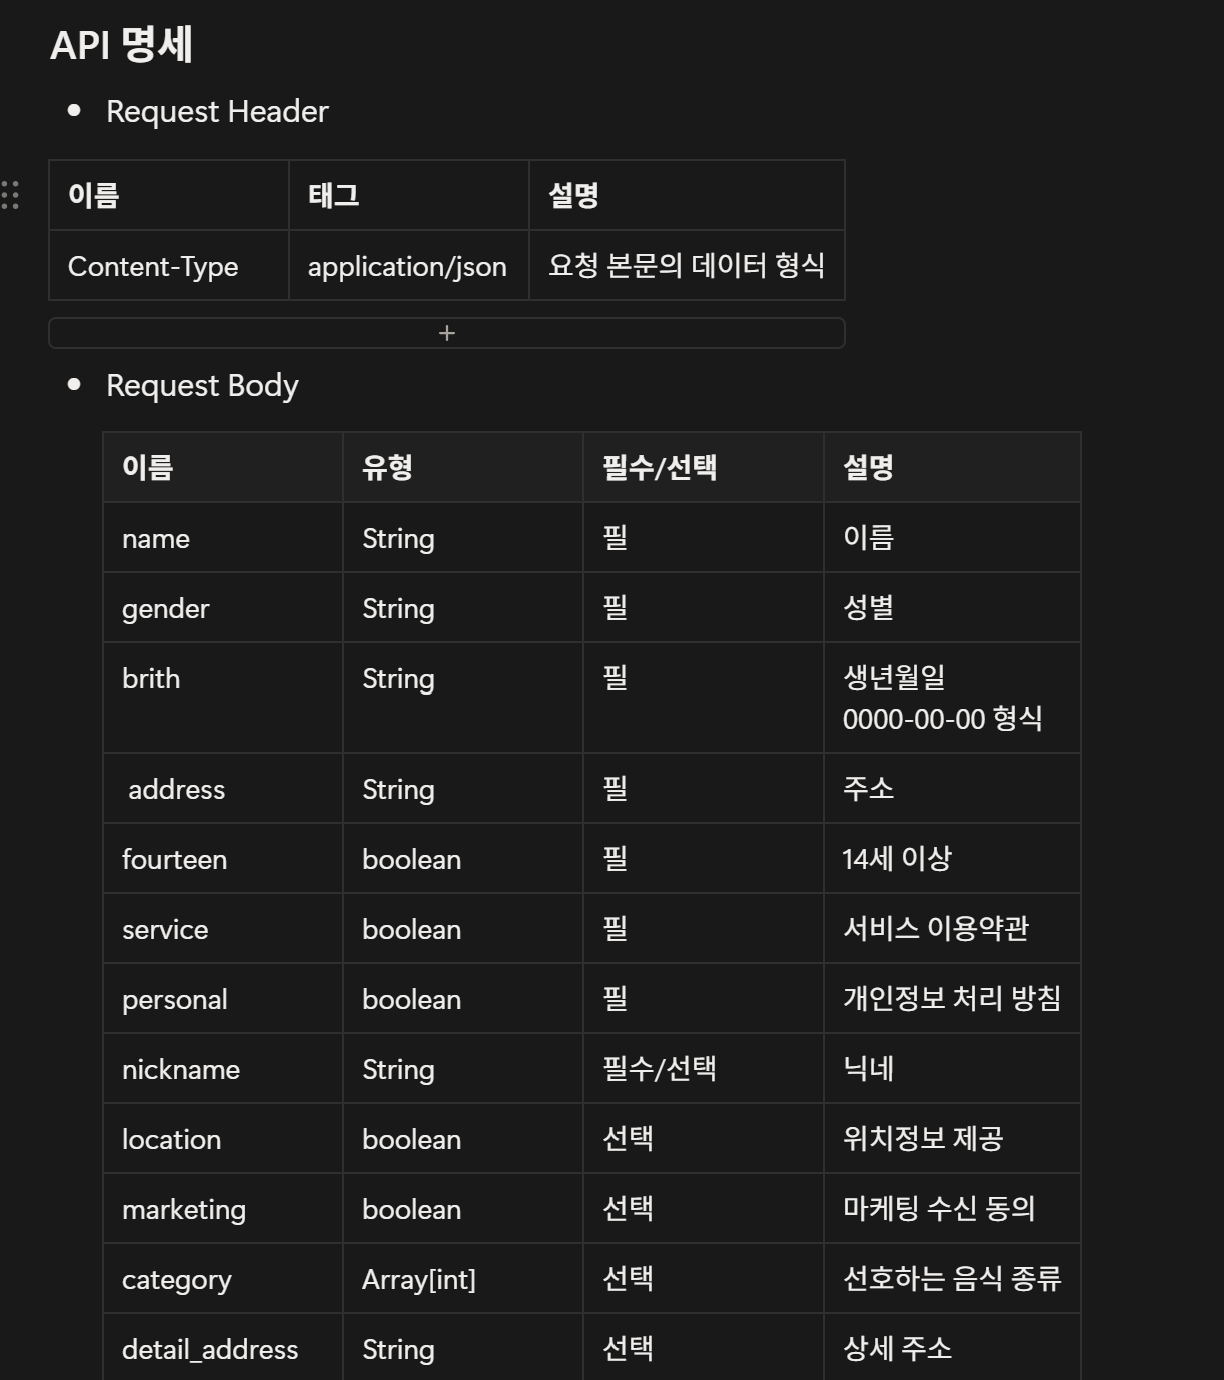 API 명세
• Request Header
이름 태그 설명
Content-Type application/json 요청 본문의 데이터 형식
+
• Request Body
이름 유형 필수/선택 설명
name String 필 이름
gender String 필 성별
brith String 필 생년월일
0000-00-00 형식
address String 필 주소
fourteen boolean 필 14세 이상
service boolean 필 서비스 이용약관
personal boolean 필 개인정보 처리 방침
nickname String 필수/선택 닉네
location boolean 선택 위치정보 제공
marketing boolean 선택 마케팅 수신 동의
category Array[int] 선택 선호하는 음식 종류
detail_address String 선택 상세 주소